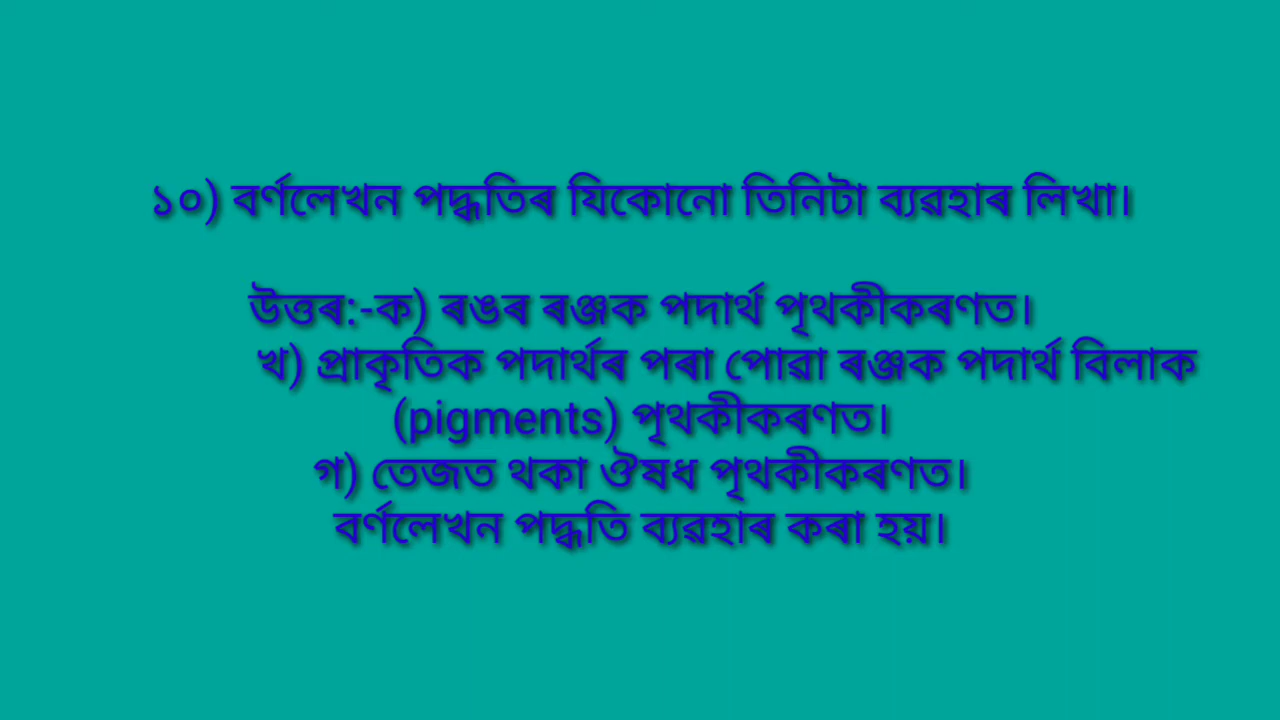 ১০) বৰ্ণলেখন পদ্ধতিৰ যিকোনো তিনিটা ব্যৱহাৰ লিখা।
উত্তৰ:-ক) ৰঙৰ ৰঞ্জক পদাৰ্থ পৃথকীকৰণত।
খ) প্ৰাকৃতিক পদাৰ্থৰ পৰা পোৱা ৰঞ্জক পদাৰ্থ বিলাক
(pigments) পৃথকীকৰণত।
গ) তেজত থকা ঔষধ পৃথকীকৰণত।
বৰ্ণলেখন পদ্ধতি ব্যৱহাৰ কৰা হয়।